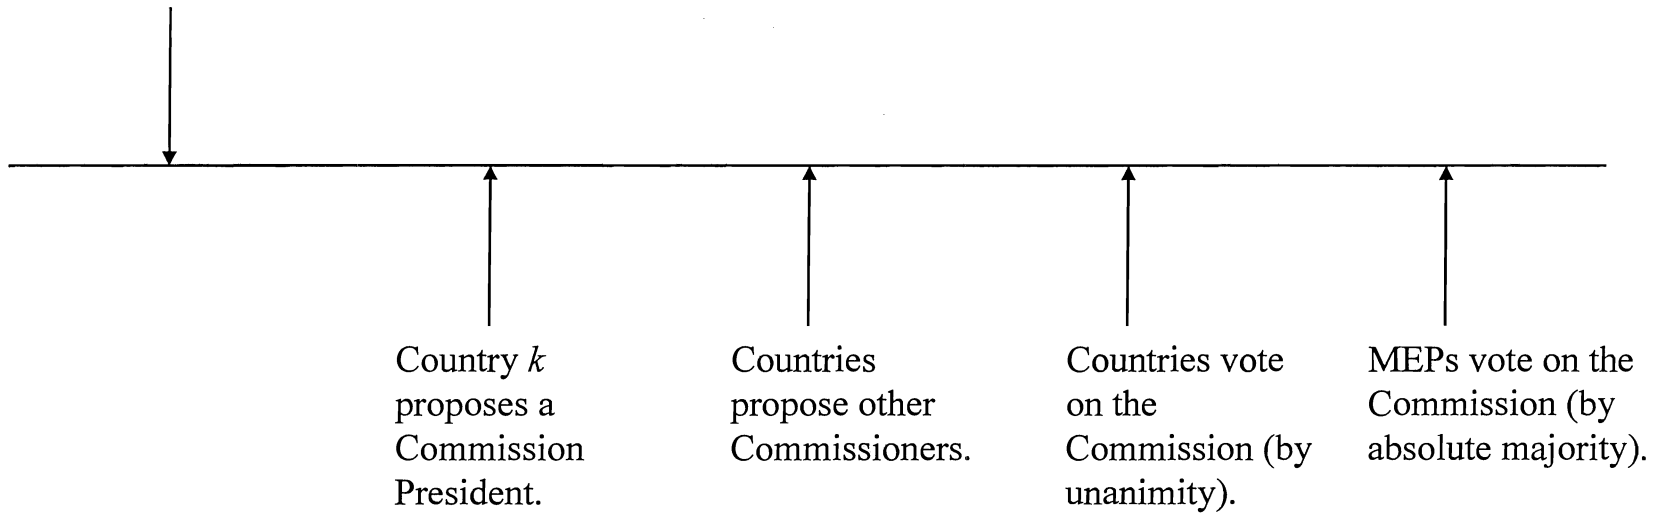 Country k
proposes a
Commission
President.
Countries
propose other
Commissioners.
Countries vote
on the
Commission (by
unanimity).
MEPs vote on the
Commission (by
absolute majority).